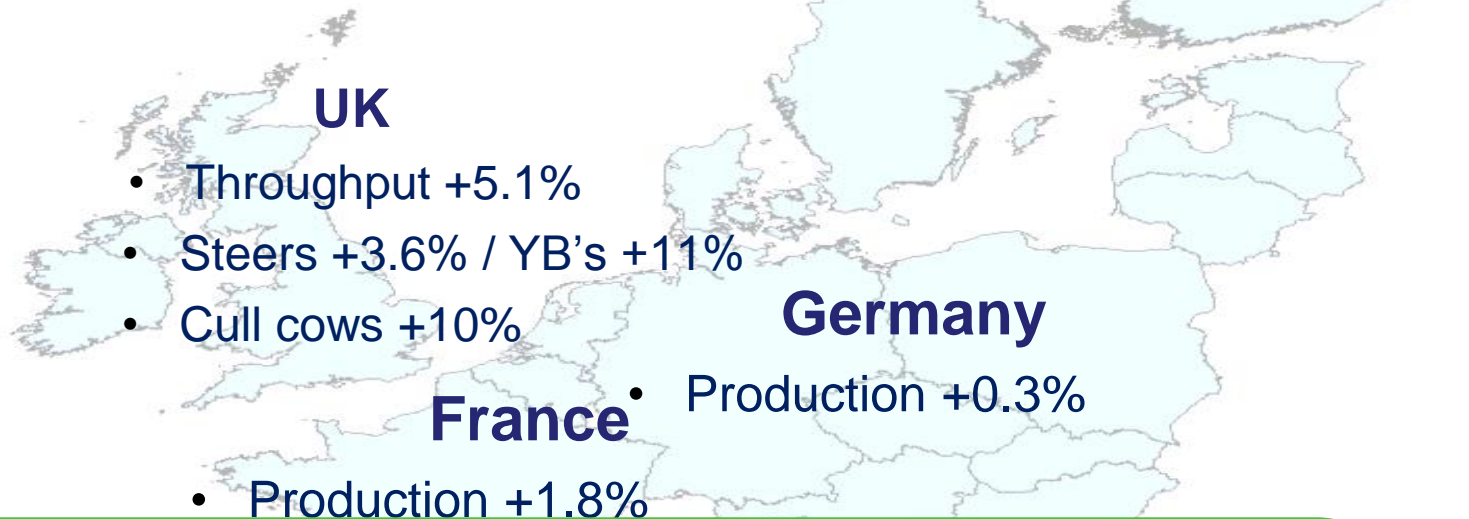 UK
• Throughput +5.1%
• Steers +3.6% / YB’s +11%
• Cull cows +10%
Germany
• Production +0.3%
France
• Production +1.8%